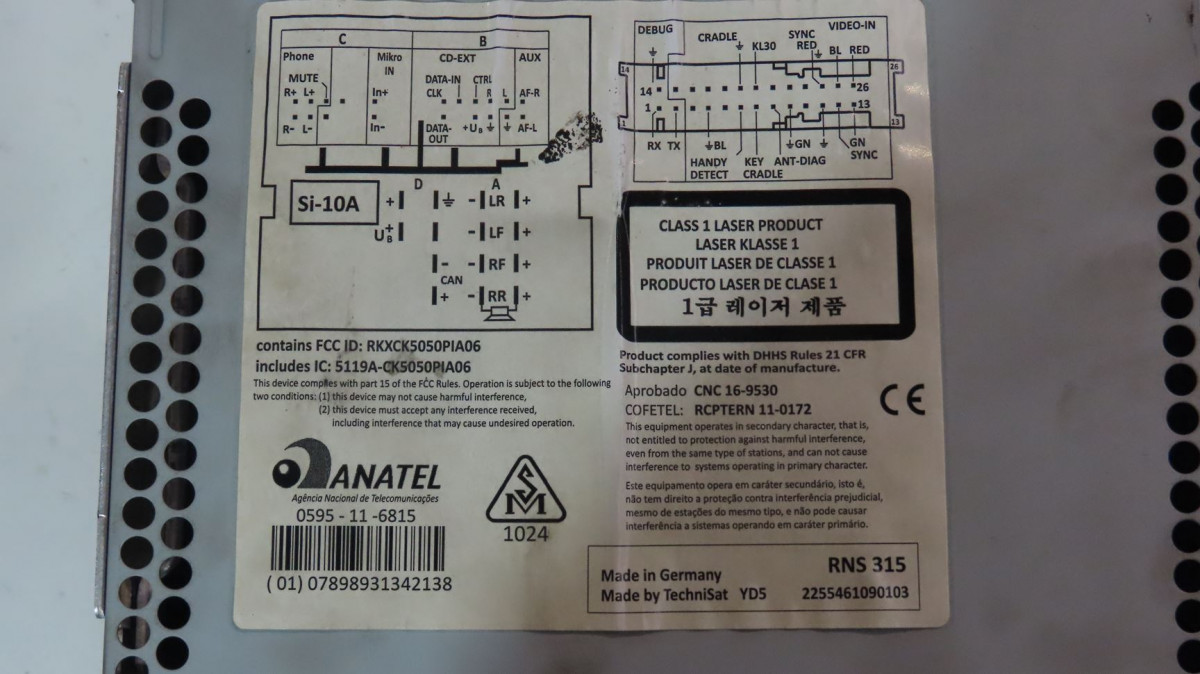 C B
Phone Mikro IN CD-EXT AUX
MUTE DATA-IN CTRL
R+ L+ In+ CLK R L AF-R
R- L- In- DATA-OUT +UB AF-L
D A
Si-10A + - LR +
U+B - LF +
- - RF +
CAN
+ - RR +
contains FCC ID: RKXCK5050PIA06
includes IC: 5119A-CK5050PIA06
This device complies with part 15 of the FCC Rules. Operation is subject to the following
two conditions: (1) this device may not cause harmful interference,
(2) this device must accept any interference received,
including interference that may cause undesired operation.
ANATEL
Agência Nacional de Telecomunicações
0595 - 11 -6815
(01) 07898931342138
S
M
1024
DEBUG CRADLE KL30 SYNC RED VIDEO-IN
BL RED
14 26
14 26
1 13
1 13
RX TX BL GN GN
SYNC
HANDY DETECT KEY CRADLE ANT-DIAG
CLASS 1 LASER PRODUCT
LASER KLASSE 1
PRODUIT LASER DE CLASSE 1
PRODUCTO LASER DE CLASE 1
1급 레이저 제품
Product complies with DHHS Rules 21 CFR
Subchapter J, at date of manufacture.
Aprobado CNC 16-9530
COFETEL: RCPTERN 11-0172
CE
This equipment operates in secondary character, that is,
not entitled to protection against harmful interference,
even from the same type of stations, and can not cause
interference to systems operating in primary character.
Este equipamento opera em caráter secundário, isto é,
não tem direito a proteção contra interferência prejudicial,
mesmo de estações do mesmo tipo, e não pode causar
interferência a sistemas operando em caráter primário.
RNS 315
Made in Germany
Made by TechniSat YD5 2255461090103